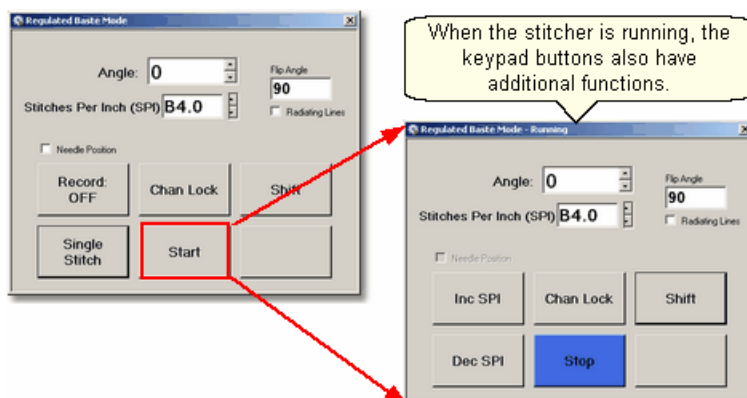 Regulated Baste Mode
Angle: 0
Flip Angle
90
Stitches Per Inch (SPI) B4.0
Radiating Lines
Needle Position
Record: OFF
Chan Lock
Shift
Single Stitch
Start
When the stitcher is running, the
keypad buttons also have
additional functions.
Regulated Baste Mode - Running
Angle: 0
Flip Angle
90
Stitches Per Inch (SPI) B4.0
Radiating Lines
Needle Position
Inc SPI
Chan Lock
Shift
Dec SPI
Stop